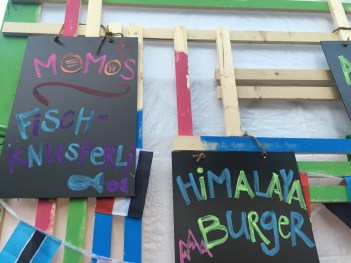 MOMOS
FiSCH-
KNUSPERLi
HiMALAYA
BURGER